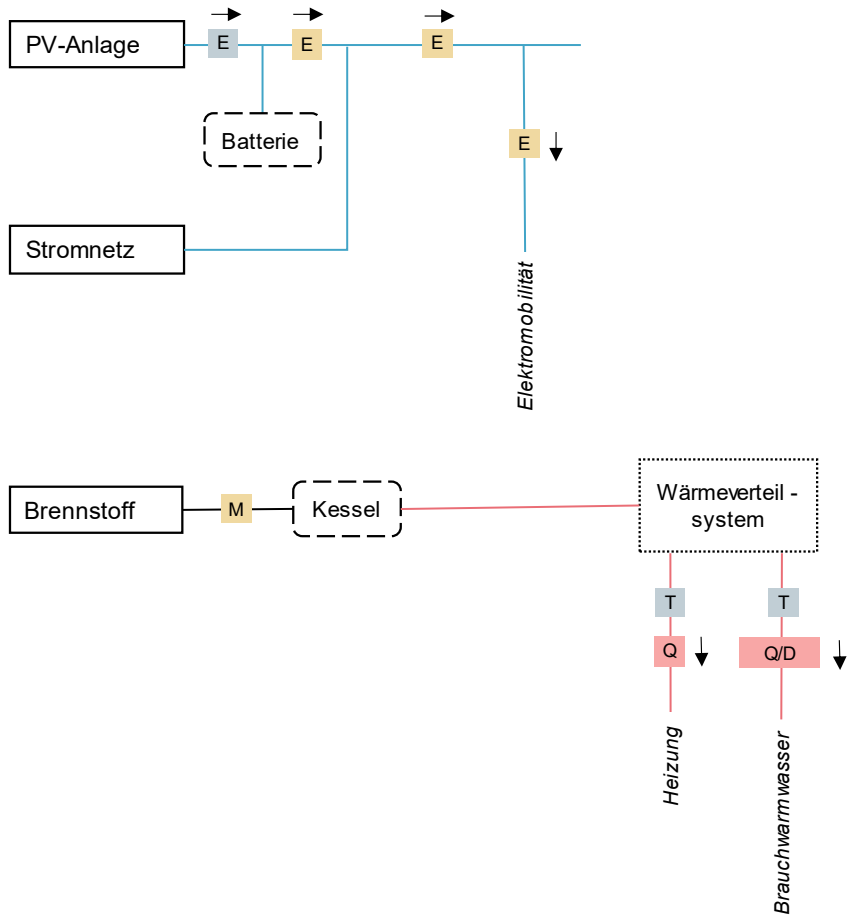 PV-Anlage
E
E
E
Batterie
E
Stromnetz
Elektromobilität
Brennstoff
M
Kessel
Wärmeverteil -
system
T
T
Q
Q/D
Heizung
Brauchwarmwasser